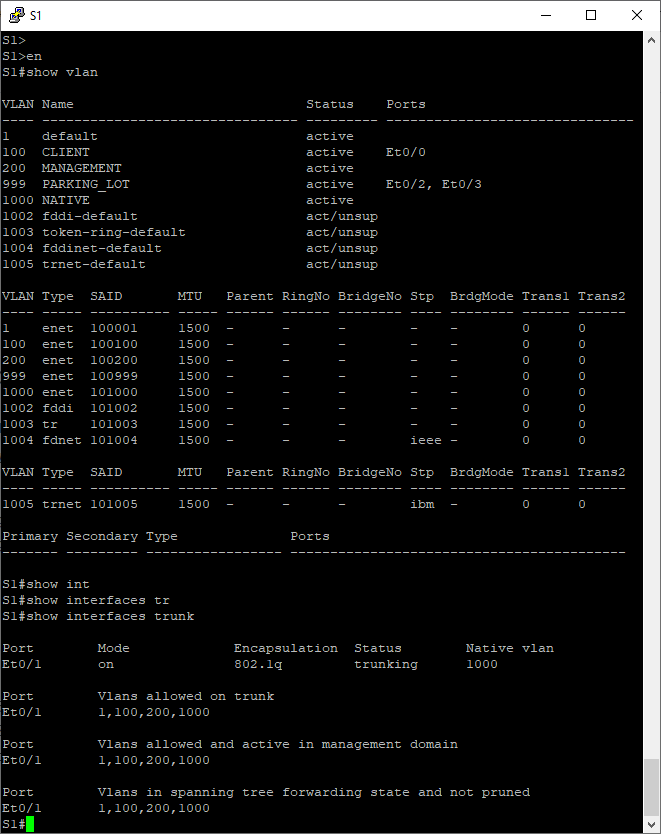 S1
S1>
S1>en
S1#show vlan
VLAN Name                             Status    Ports
---- -------------------------------- --------- -------------------------------
1    default                          active
100  CLIENT                           active    Et0/0
200  MANAGEMENT                       active
999  PARKING_LOT                      active    Et0/2, Et0/3
1000 NATIVE                           active
1002 fddi-default                     act/unsup
1003 token-ring-default               act/unsup
1004 fddinet-default                  act/unsup
1005 trnet-default                    act/unsup
VLAN Type  SAID       MTU   Parent RingNo BridgeNo Stp  BrdgMode Trans1 Trans2
---- ----- ---------- ----- ------ ------ -------- ---- -------- ------ ------
1    enet  100001     1500  -      -      -        -    -        0      0
100  enet  100100     1500  -      -      -        -    -        0      0
200  enet  100200     1500  -      -      -        -    -        0      0
999  enet  100999     1500  -      -      -        -    -        0      0
1000 enet  101000     1500  -      -      -        -    -        0      0
1002 fddi  101002     1500  -      -      -        -    -        0      0
1003 tr    101003     1500  -      -      -        -    -        0      0
1004 fdnet 101004     1500  -      -      -        ieee -        0      0
VLAN Type  SAID       MTU   Parent RingNo BridgeNo Stp  BrdgMode Trans1 Trans2
---- ----- ---------- ----- ------ ------ -------- ---- -------- ------ ------
1005 trnet 101005     1500  -      -      -        ibm  -        0      0
Primary Secondary Type              Ports
------- --------- ----------------- ------------------------------------------
S1#show int
S1#show interfaces tr
S1#show interfaces trunk
Port        Mode             Encapsulation  Status        Native vlan
Et0/1       on               802.1q         trunking      1000
Port        Vlans allowed on trunk
Et0/1       1,100,200,1000
Port        Vlans allowed and active in management domain
Et0/1       1,100,200,1000
Port        Vlans in spanning tree forwarding state and not pruned
Et0/1       1,100,200,1000
S1#